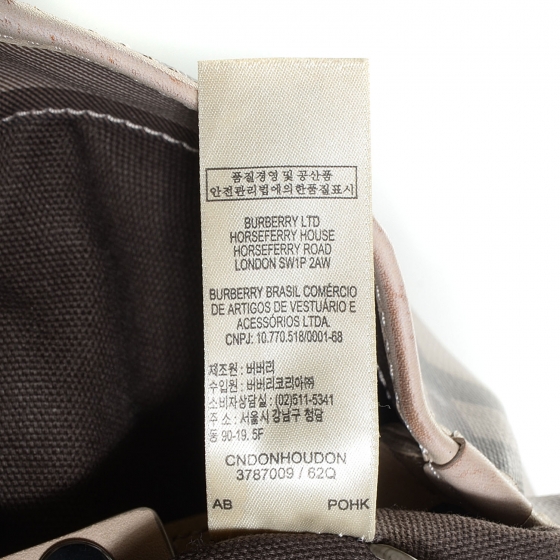 품질경영 및 공산품
안전관리법에의한품질표시
BURBERRY LTD
HORSEFERRY HOUSE
HORSEFERRY ROAD
LONDON SW1P 2AW
BURBERRY BRASIL COMÉRCIO
DE ARTIGOS DE VESTUÁRIO E
ACESSÓRIOS LTDA.
CNPJ: 10.770.518/0001-68
제조원 : 버버리
수입원 : 버버리코리아㈜
소비자상담실 : (02)511-5341
주 소 : 서울시 강남구 청담
동 90-19. 5F
CNDONHOUDON
3787009 / 62Q
AB POHK